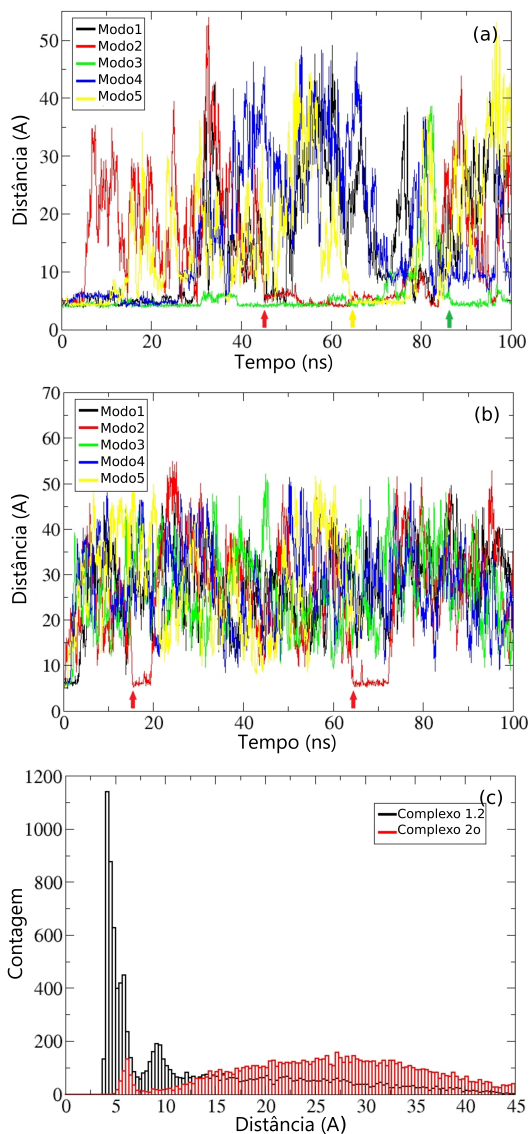 (a)
Modo1
Modo2
Modo3
Modo4
Modo5
Distância (A)
50
40
30
20
10
0
0 20 40 60 80 100
Tempo (ns)
(b)
Modo1
Modo2
Modo3
Modo4
Modo5
Distância (A)
70
60
50
40
30
20
10
0
0 20 40 60 80 100
Tempo (ns)
(c)
Complexo 1.2
Complexo 2o
Contagem
1200
1000
800
600
400
200
0
0 5 10 15 20 25 30 35 40 45
Distância (A)